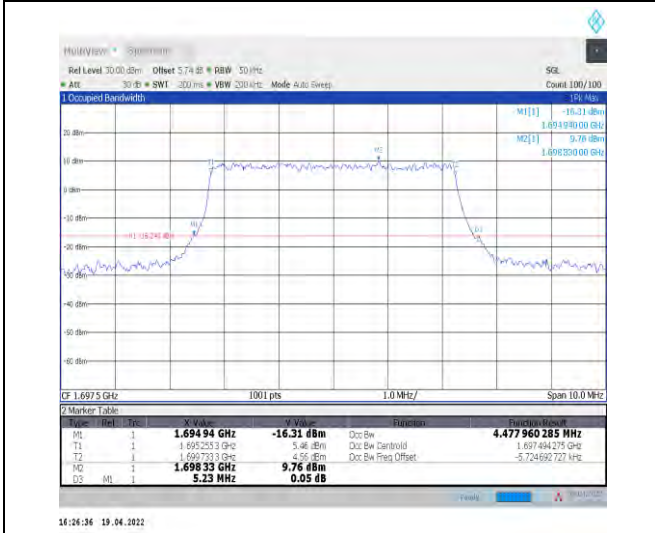 MultiView Spectrum
Ref Level 30.00 dBm Offset 5.74 dB RBW 50 kHz SGL
Att 30 dB SWT 200 ms VBW 200 kHz Mode Auto Sweep Count 100/100
1 Occupied Bandwidth 1Pk Max
M1[1] -16.31 dBm
1.69494000 GHz
M2[1] 9.76 dBm
1.69833000 GHz
20 dBm
M2
10 dBm
T1
0 dBm
-10 dBm
M1
D3
-20 dBm
-30 dBm
-40 dBm
-50 dBm
-60 dBm
CF 1.6975 GHz 1001 pts 1.0 MHz/ Span 10.0 MHz
2 Marker Table
Type Ref Trc X-Value Y-Value Function Function Result
M1 1 1.694 94 GHz -16.31 dBm Occ Bw 4.477 960 285 MHz
T1 1 1.6952553 GHz 5.46 dBm Occ Bw Centroid 1.697494275 GHz
T2 1 1.6997333 GHz 4.56 dBm Occ Bw Freq Offset -5.724692727 kHz
M2 1 1.698 33 GHz 9.76 dBm
D3 M1 1 5.23 MHz 0.05 dB
Ready
16:26:36 19.04.2022